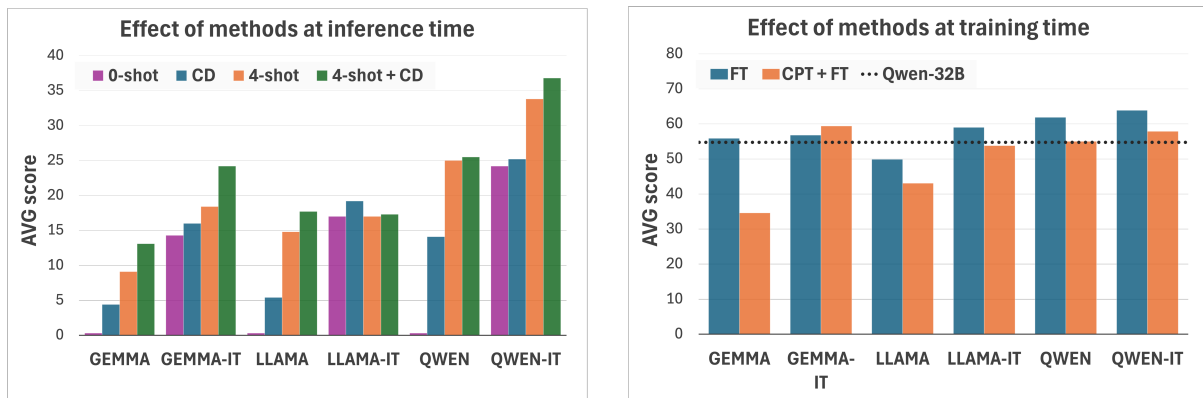 Effect of methods at inference time
40
0-shot CD 4-shot 4-shot + CD
35
30
25
20
15
10
5
0
AVG score
GEMMA GEMMA-IT LLAMA LLAMA-IT QWEN QWEN-IT
Effect of methods at training time
80
FT CPT + FT Qwen-32B
70
60
50
40
30
20
10
0
AVG score
GEMMA GEMMA-IT LLAMA LLAMA-IT QWEN QWEN-IT